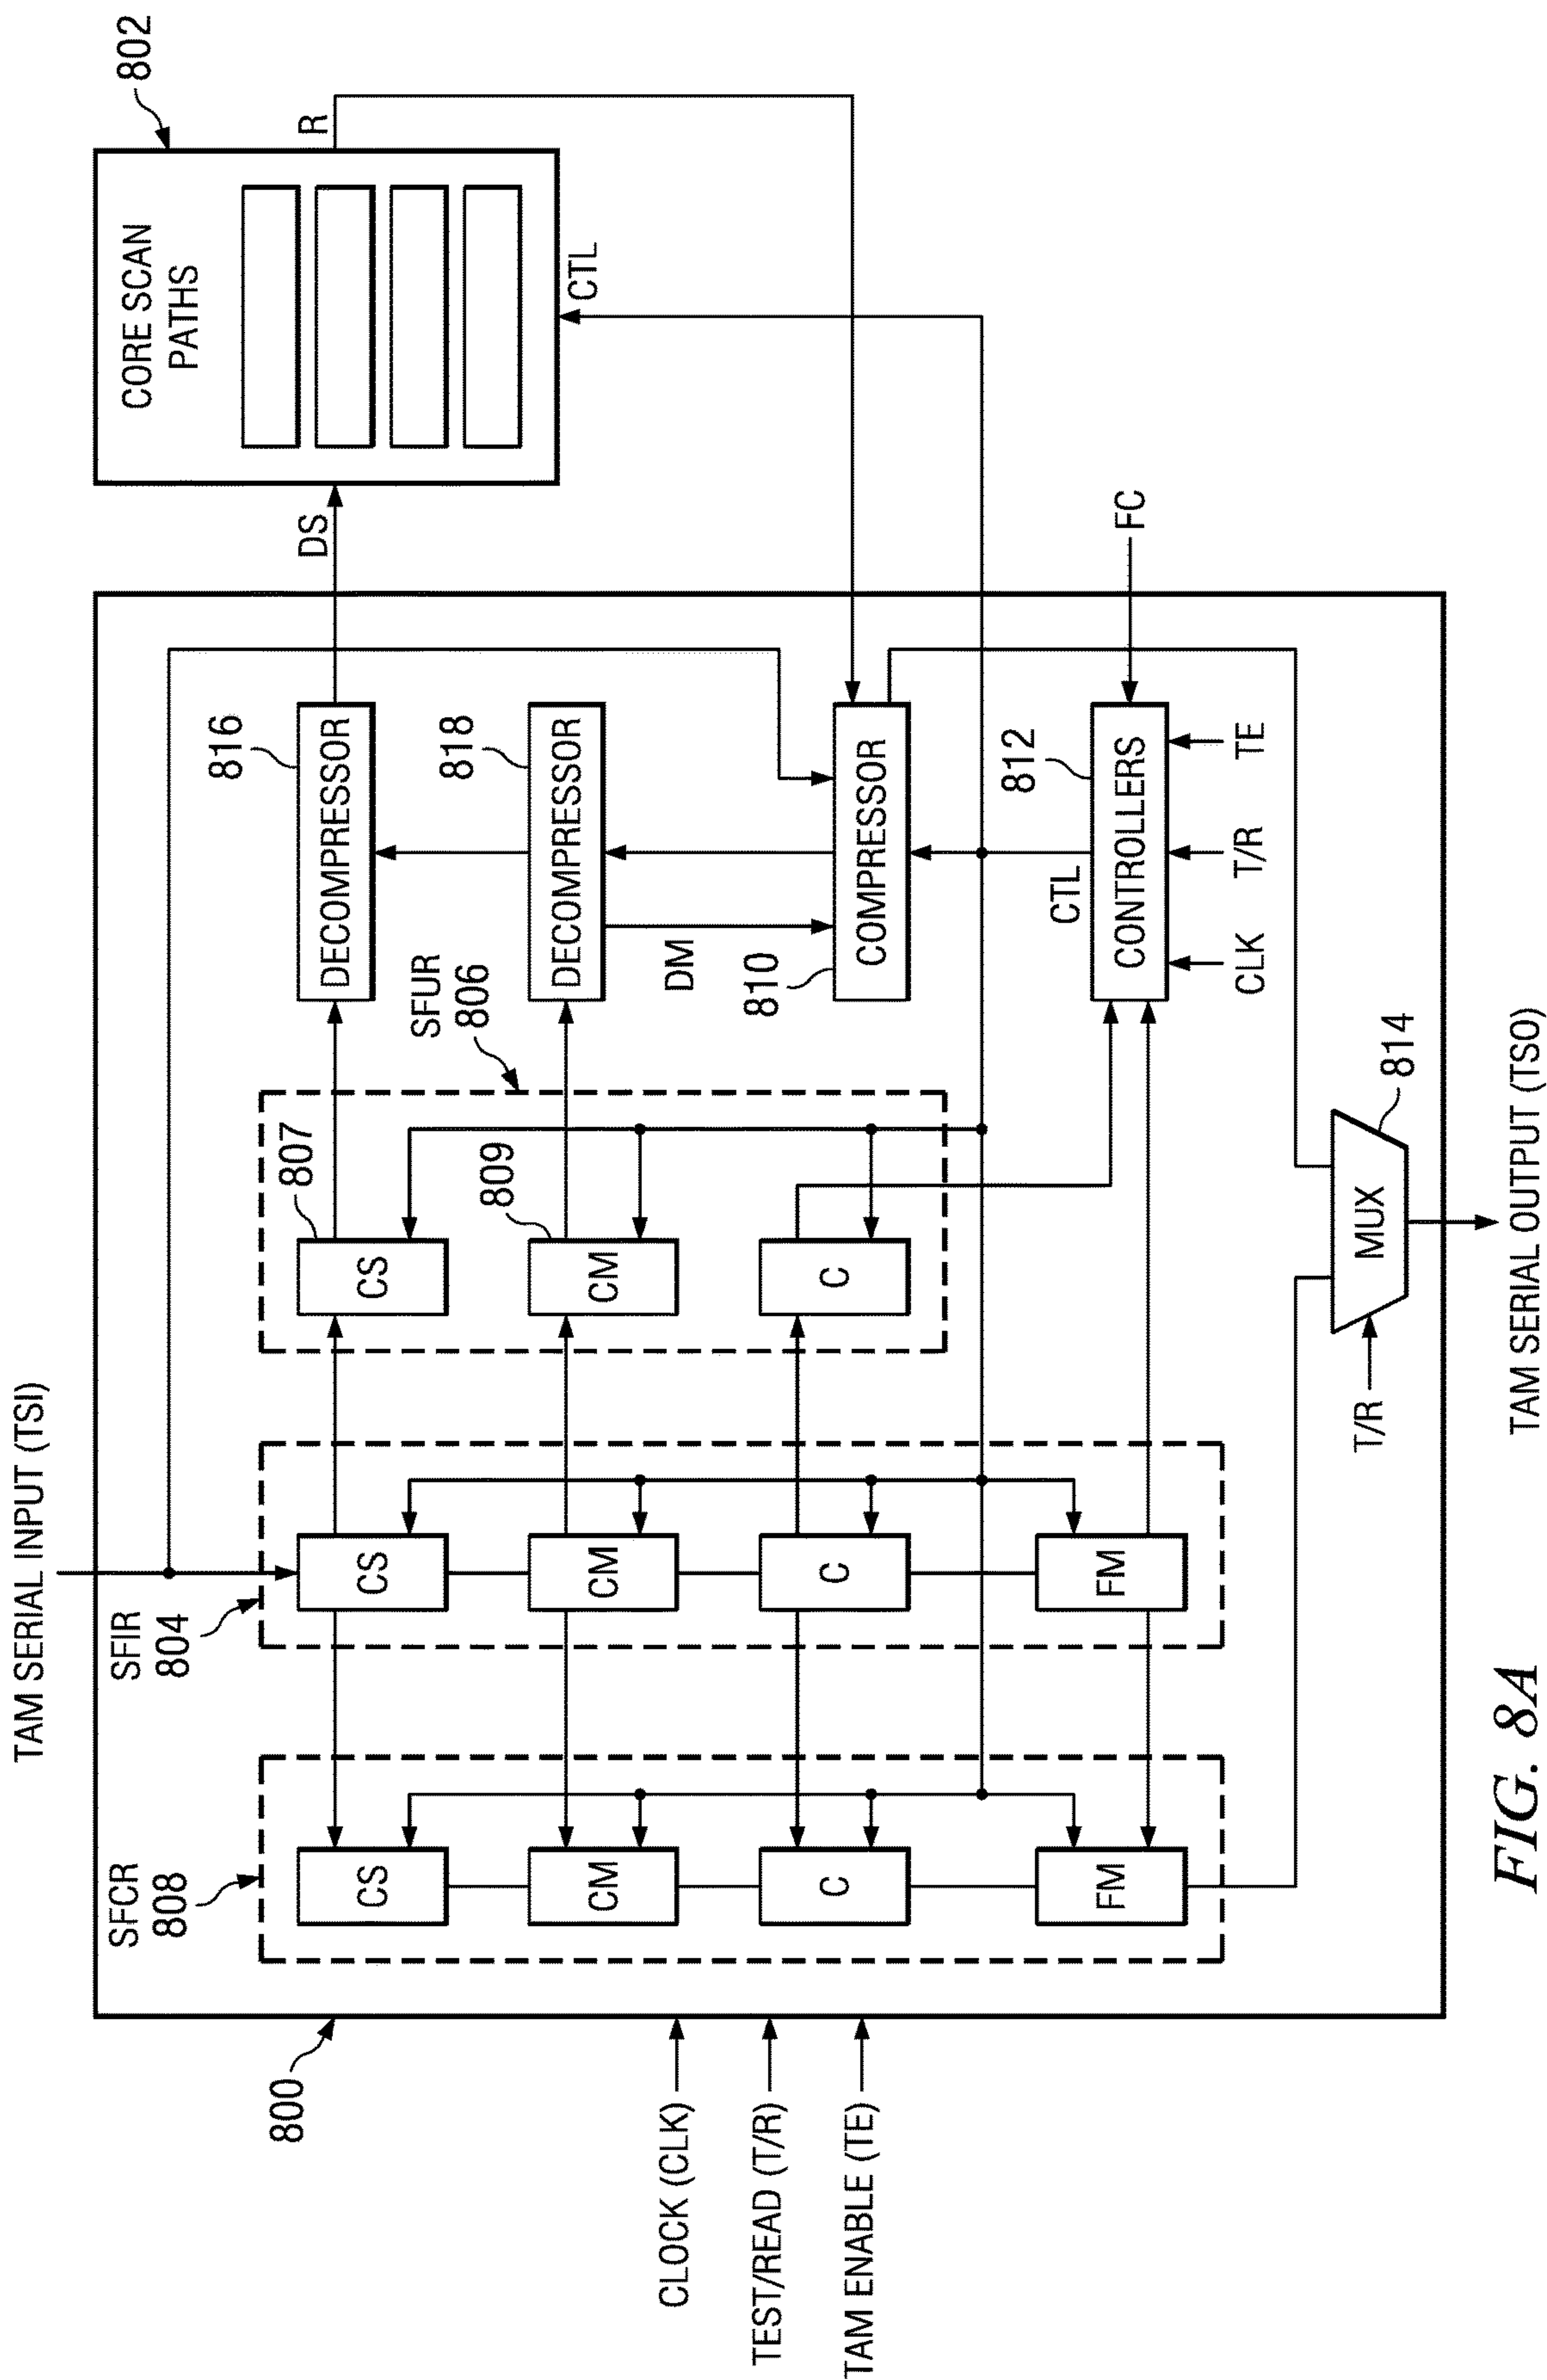 TAM SERIAL INPUT (TSI)
802
CORE SCAN
PATHS
R
DS
CTL
816
DECOMPRESSOR
818
DECOMPRESSOR
DM
810
COMPRESSOR
CTL
812
CONTROLLERS
FC
CLK
T/R
TE
SFUR
806
807
CS
809
CM
C
SFIR
804
CS
CM
C
FM
SFCR
808
CS
CM
C
FM
800
CLOCK (CLK)
TEST/READ (T/R)
TAM ENABLE (TE)
T/R
MUX
814
TAM SERIAL OUTPUT (TSO)
FIG. 8A